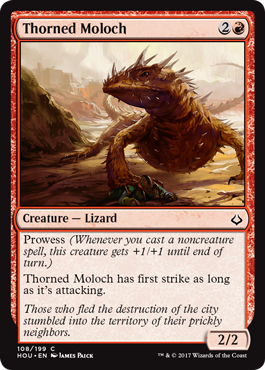 Thorned Moloch 2
Creature — Lizard
Prowess (Whenever you cast a noncreature
spell, this creature gets +1/+1 until end of
turn.)
Thorned Moloch has first strike as long
as it's attacking.
Those who fled the destruction of the city
stumbled into the territory of their prickly
neighbors.
2/2
108/199 C
HOU • EN James Paick
™ & © 2017 Wizards of the Coast